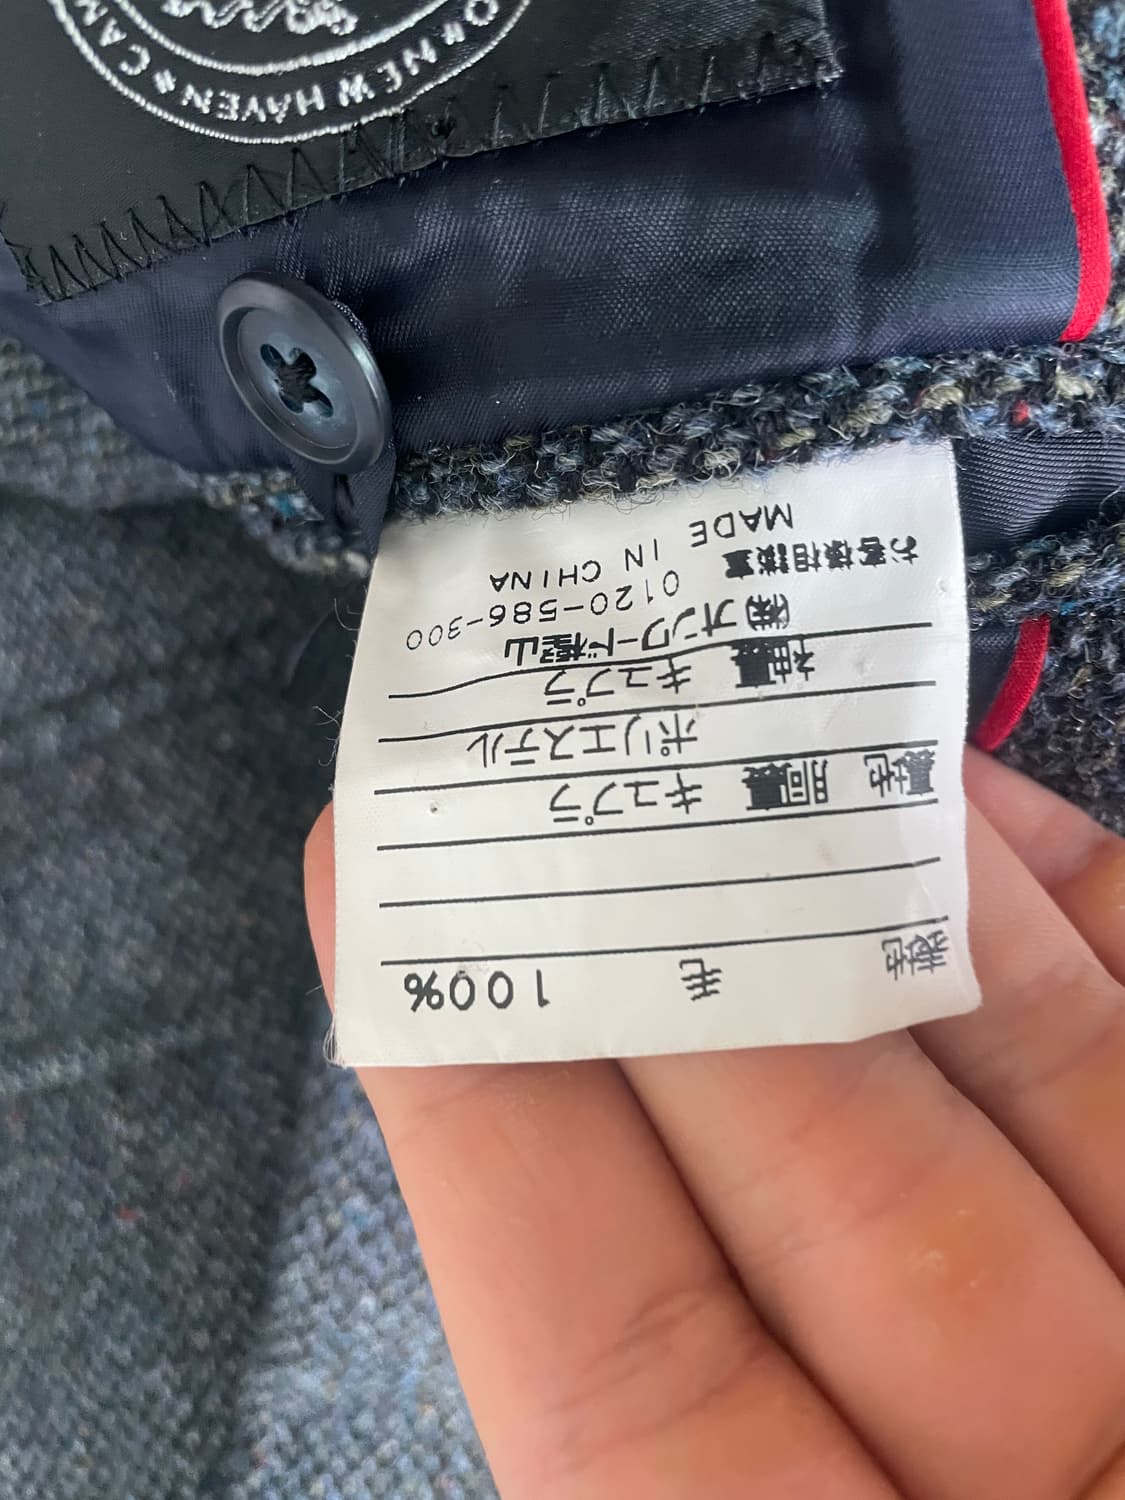 O" NEW HAVEN CAM
表地 毛 100%
裏地 胴裏 キュプラ
ポリエステル
袖裏 キュプラ
㈱オンワード樫山
お客様相談室
0120-586-300
MADE IN CHINA